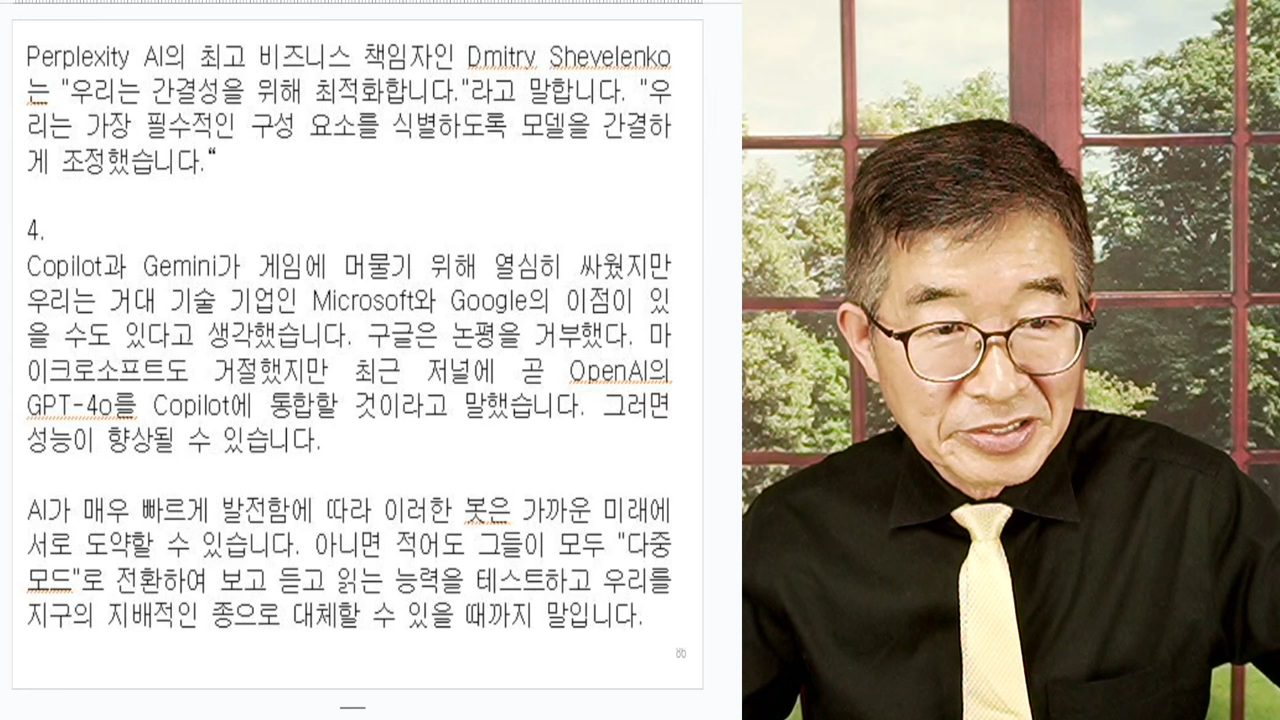 Perplexity AI의 최고 비즈니스 책임자인 Dmitry Shevelenko
는 "우리는 간결성을 위해 최적화합니다."라고 말합니다. "우
리는 가장 필수적인 구성 요소를 식별하도록 모델을 간결하
게 조정했습니다.“
4.
Copilot과 Gemini가 게임에 머물기 위해 열심히 싸웠지만
우리는 거대 기술 기업인 Microsoft와 Google의 이점이 있
을 수도 있다고 생각했습니다. 구글은 논평을 거부했다. 마
이크로소프트도 거절했지만 최근 저널에 곧 OpenAI의
GPT-4o를 Copilot에 통합할 것이라고 말했습니다. 그러면
성능이 향상될 수 있습니다.
AI가 매우 빠르게 발전함에 따라 이러한 봇은 가까운 미래에
서로 도약할 수 있습니다. 아니면 적어도 그들이 모두 "다중
모드"로 전환하여 보고 듣고 읽는 능력을 테스트하고 우리를
지구의 지배적인 종으로 대체할 수 있을 때까지 말입니다.
86